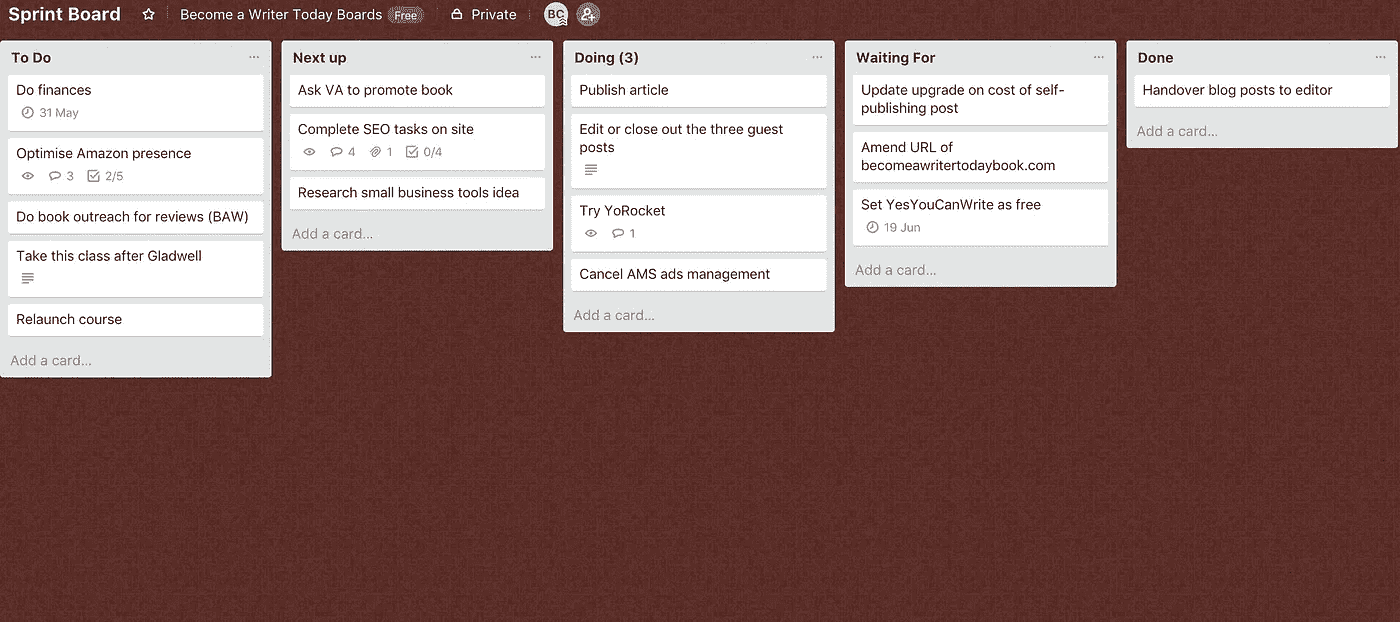 Sprint Board
Become a Writer Today Boards Free
Private
BC
To Do
Do finances
31 May
Optimise Amazon presence
3 2/5
Do book outreach for reviews (BAW)
Take this class after Gladwell
Relaunch course
Add a card...
Next up
Ask VA to promote book
Complete SEO tasks on site
4 1 0/4
Research small business tools idea
Add a card...
Doing (3)
Publish article
Edit or close out the three guest
posts
Try YoRocket
1
Cancel AMS ads management
Add a card...
Waiting For
Update upgrade on cost of self-
publishing post
Amend URL of
becomeawritertodaybook.com
Set YesYouCanWrite as free
19 Jun
Add a card...
Done
Handover blog posts to editor
Add a card...